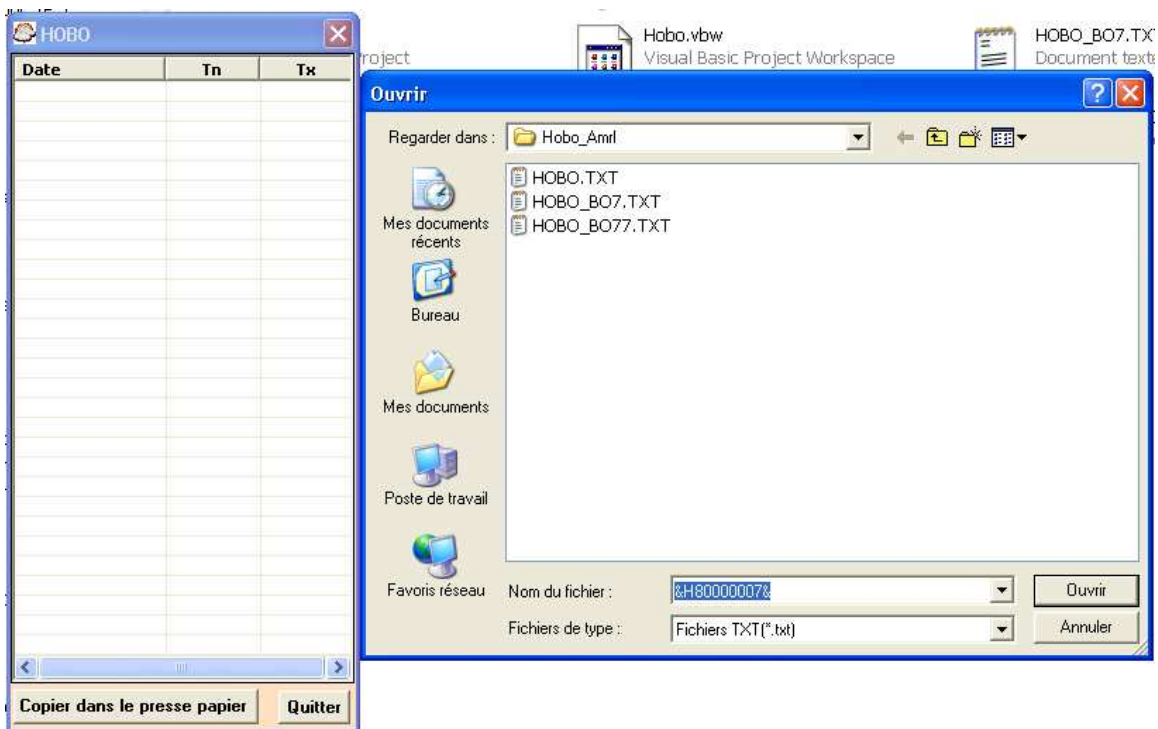 HOBO
Date Tn Tx
Copier dans le presse papier Quitter
roject
Hobo.vbw
Visual Basic Project Workspace
HOBO_BO7.TX
Document text
Ouvrir
Regarder dans : Hobo_Amrl
HOBO.TXT
HOBO_BO7.TXT
HOBO_BO77.TXT
Mes documents
récents
Bureau
Mes documents
Poste de travail
Favoris réseau
Nom du fichier : &H80000007& Ouvrir
Fichiers de type : Fichiers TXT(*.txt) Annuler